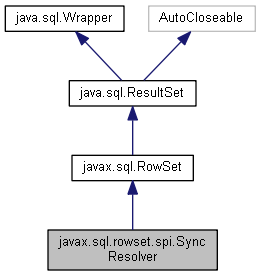 java.sql.Wrapper
AutoCloseable
java.sql.ResultSet
javax.sql.RowSet
javax.sql.rowset.spi.Sync
Resolver